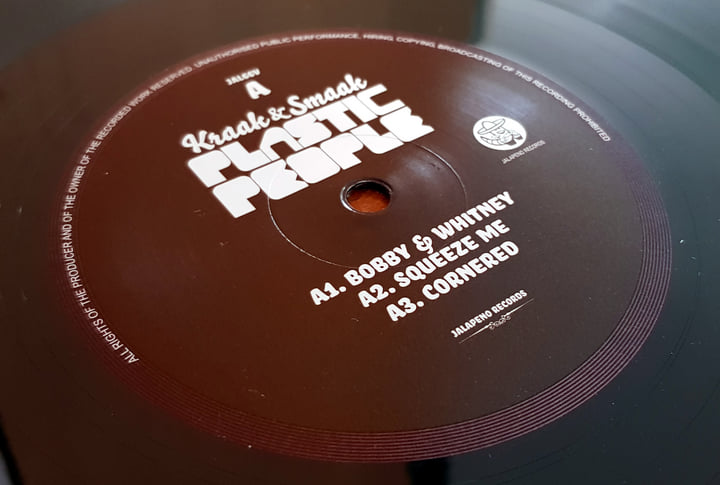 ALL RIGHTS OF THE PRODUCER AND OF THE OWNER OF THE RECORDED WORK RESERVED. UNAUTHORISED PUBLIC PERFORMANCE, HIRING, COPYING, BROADCASTING OF THIS RECORDING PROHIBITED
A
Kraak & Smaak
PLASTIC
PEOPLE
JALAPENO RECORDS
A1. BOBBY & WHITNEY
A2. SQUEEZE ME
A3. CORNERED
JALAPENO RECORDS